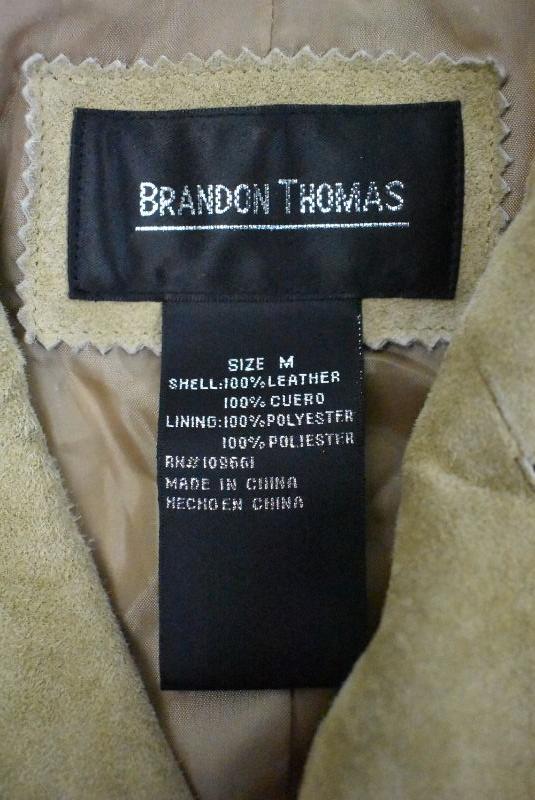 BRANDON THOMAS
SIZE M
SHELL:100%LEATHER
100% CUERO
LINING:100%POLYESTER
100%POLIESTER
RN#109661
MADE IN CHINA
HECHO EN CHINA